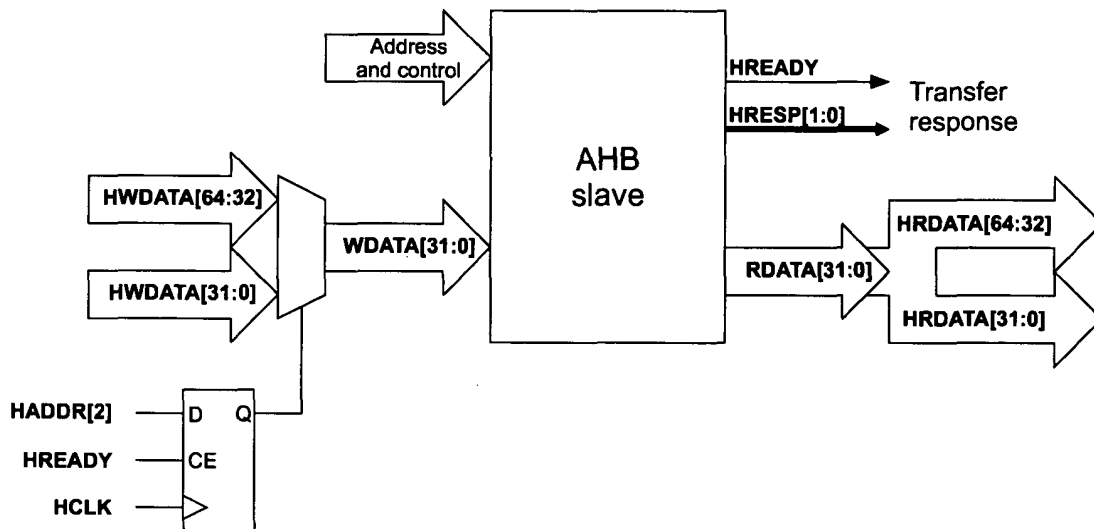 Address
and control
HREADY
Transfer
response
HRESP[1:0]
AHB
slave
HWDATA[64:32]
HRDATA[64:32]
WDATA[31:0]
RDATA[31:0]
HWDATA[31:0]
HRDATA[31:0]
HADDR[2]
D
Q
HREADY
CE
HCLK